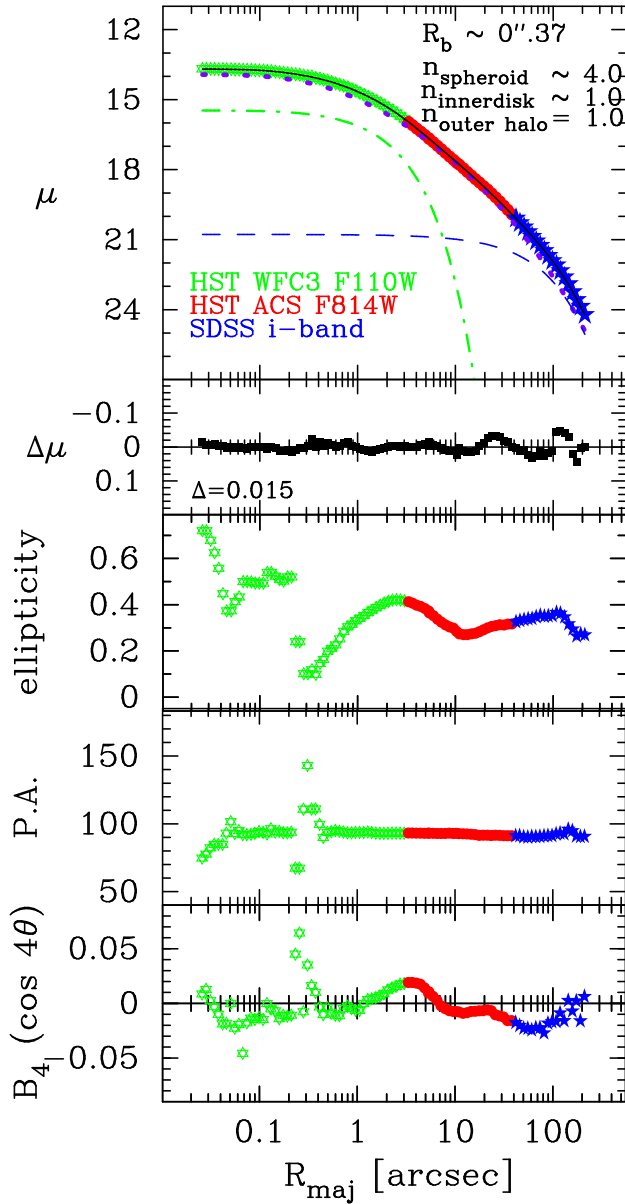 12
15
18
21
24
μ
R_b ~ 0".37
n_spheroid ~ 4.0
n_innerdisk ~ 1.0
n_outer halo = 1.0
HST WFC3 F110W
HST ACS F814W
SDSS i-band
−0.1
0
0.1
Δμ
Δ=0.015
0.6
0.4
0.2
0
ellipticity
150
100
50
P.A.
0.05
0
−0.05
B_4 (cos 4θ)
0.1 1 10 100
R_maj [arcsec]